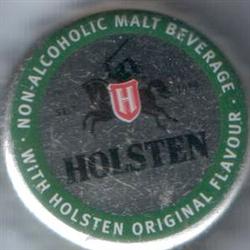 · NON-ALCOHOLIC MALT BEVERAGE ·
H
HOLSTEN
WITH HOLSTEN ORIGINAL FLAVOUR